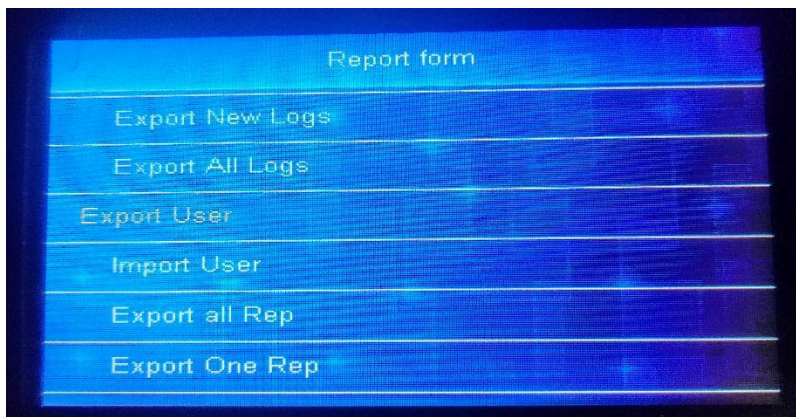 Report form
Export New Logs
Export All Logs
Export User
Import User
Export all Rep
Export One Rep